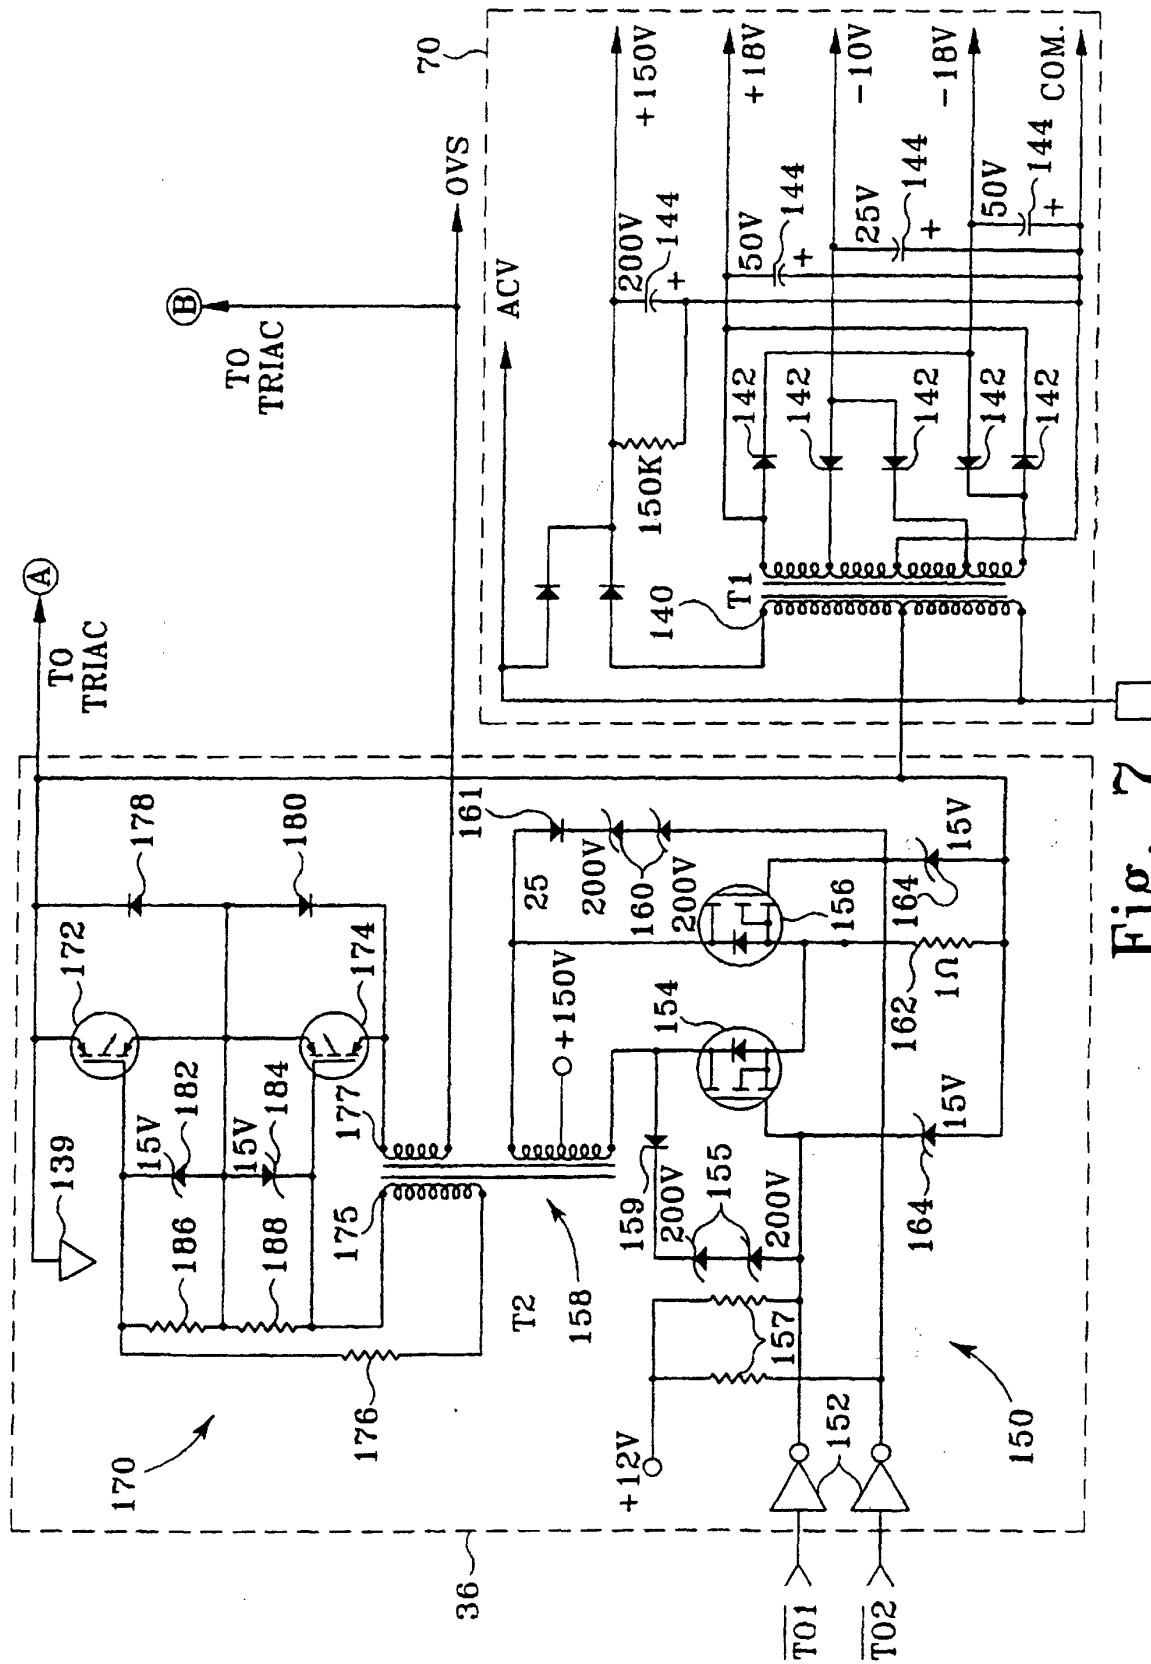 A
TO
TRIAC
B
TO
TRIAC
OVS
70
ACV
+150V
+18V
-10V
-18V
COM.
200V
144
50V
144
25V
144
50V
144
150K
142
142
142
142
142
140
T1
139
172
178
174
180
15V
182
15V
184
186
188
177
175
176
170
T2
158
+150V
161
25
200V
160
200V
156
154
159
200V
155
200V
157
164
15V
162
1Ω
164
15V
+12V
152
150
36
TO1
TO2
Fig. 7